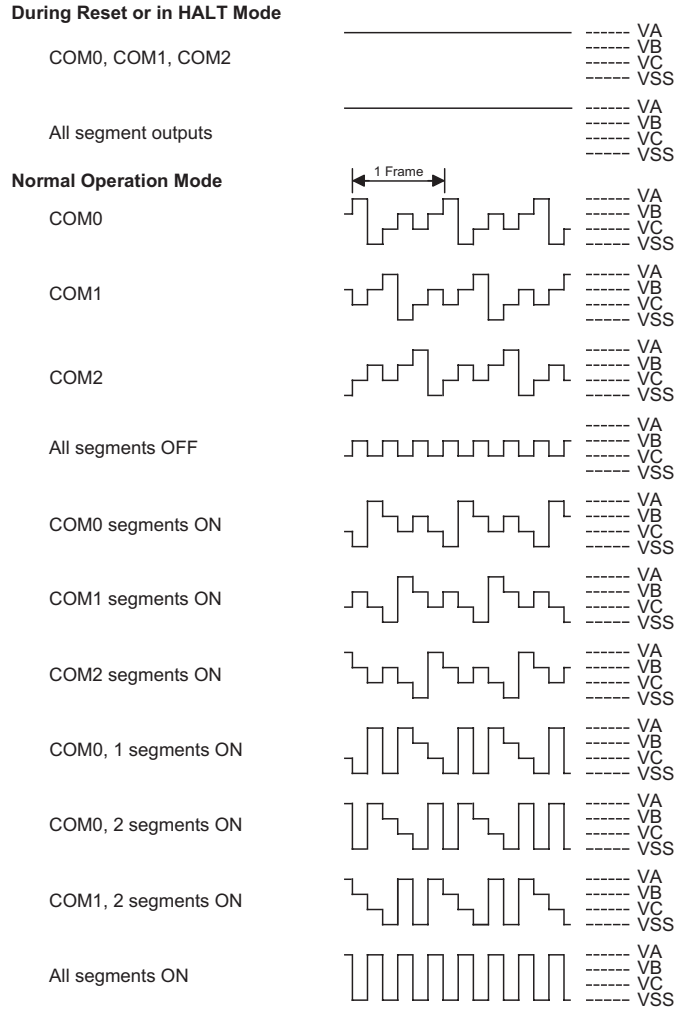 During Reset or in HALT Mode
COM0, COM1, COM2
VA
VB
VC
VSS
All segment outputs
VA
VB
VC
VSS
Normal Operation Mode
1 Frame
COM0
VA
VB
VC
VSS
COM1
VA
VB
VC
VSS
COM2
VA
VB
VC
VSS
All segments OFF
VA
VB
VC
VSS
COM0 segments ON
VA
VB
VC
VSS
COM1 segments ON
VA
VB
VC
VSS
COM2 segments ON
VA
VB
VC
VSS
COM0, 1 segments ON
VA
VB
VC
VSS
COM0, 2 segments ON
VA
VB
VC
VSS
COM1, 2 segments ON
VA
VB
VC
VSS
All segments ON
VA
VB
VC
VSS